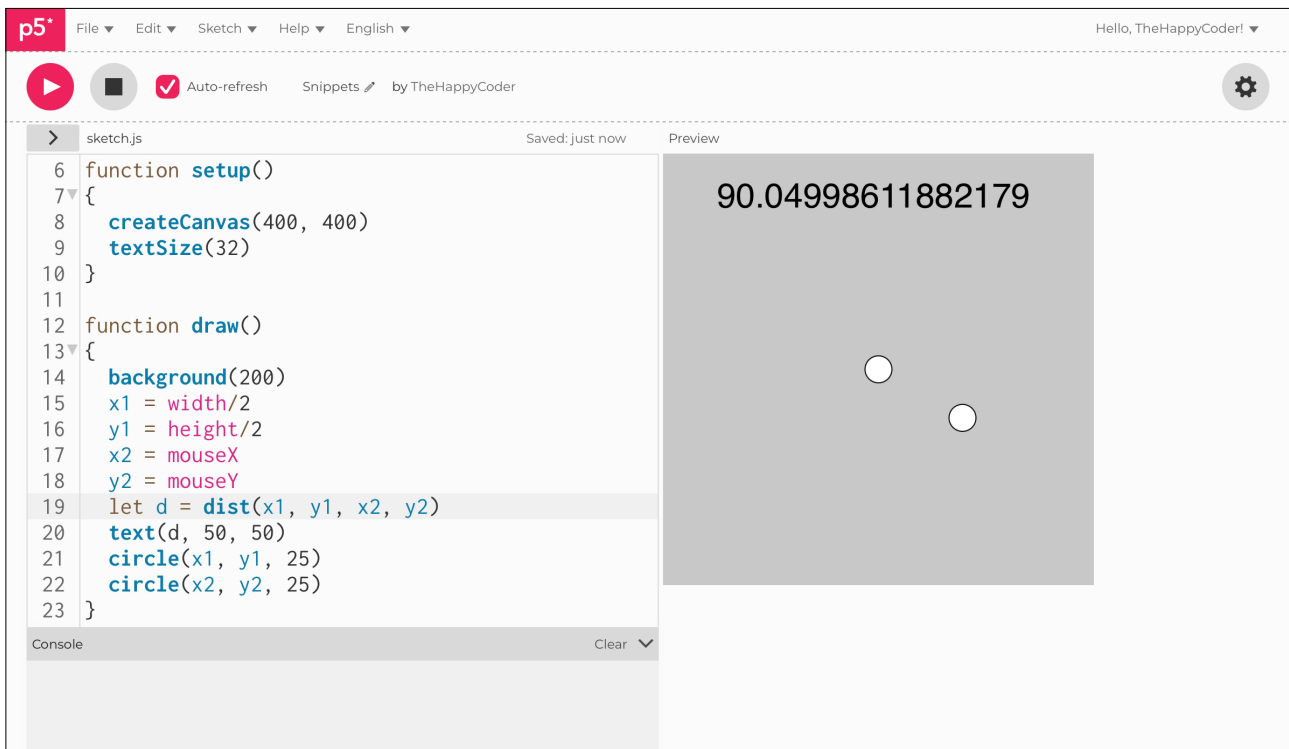 p5* File Edit Sketch Help English Hello, TheHappyCoder!
Auto-refresh Snippets by TheHappyCoder
sketch.js Saved: just now Preview
6 function setup()
7 {
8 createCanvas(400, 400)
9 textSize(32)
10 }
11
12 function draw()
13 {
14 background(200)
15 x1 = width/2
16 y1 = height/2
17 x2 = mouseX
18 y2 = mouseY
19 let d = dist(x1, y1, x2, y2)
20 text(d, 50, 50)
21 circle(x1, y1, 25)
22 circle(x2, y2, 25)
23 }
Console Clear
90.04998611882179